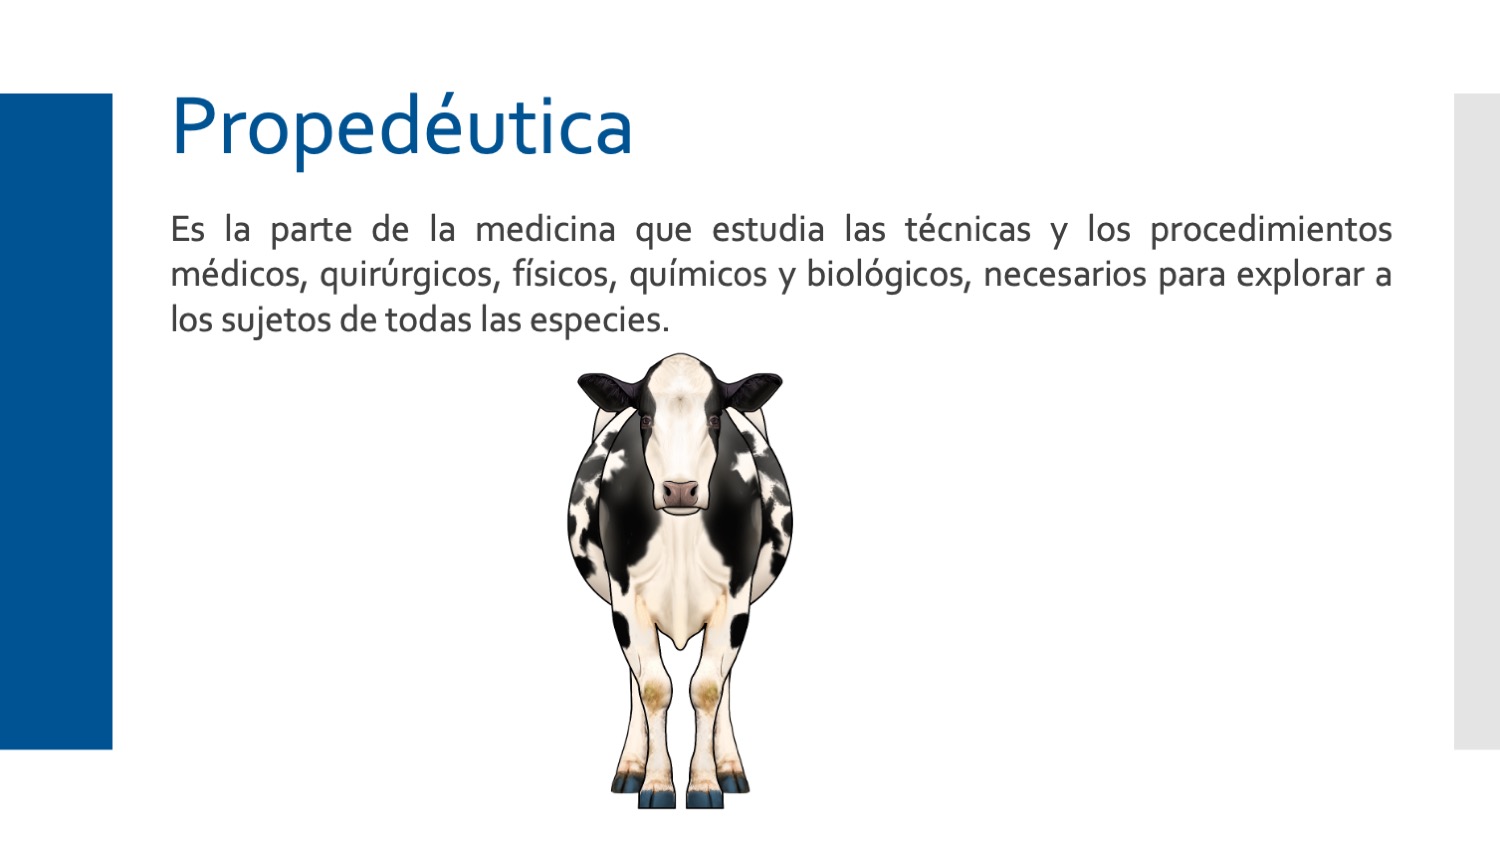 Propedéutica
Es la parte de la medicina que estudia las técnicas y los procedimientos
médicos, quirúrgicos, físicos, químicos y biológicos, necesarios para explorar a
los sujetos de todas las especies.